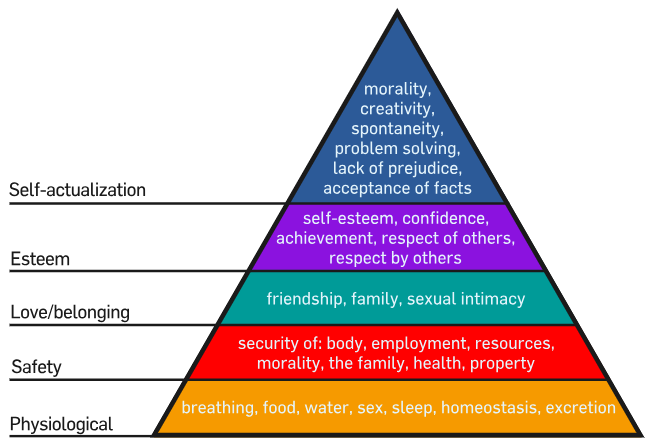 morality,
creativity,
spontaneity,
problem solving,
lack of prejudice,
acceptance of facts
Self-actualization
self-esteem, confidence,
achievement, respect of others,
respect by others
Esteem
friendship, family, sexual intimacy
Love/belonging
security of: body, employment, resources,
morality, the family, health, property
Safety
breathing, food, water, sex, sleep, homeostasis, excretion
Physiological